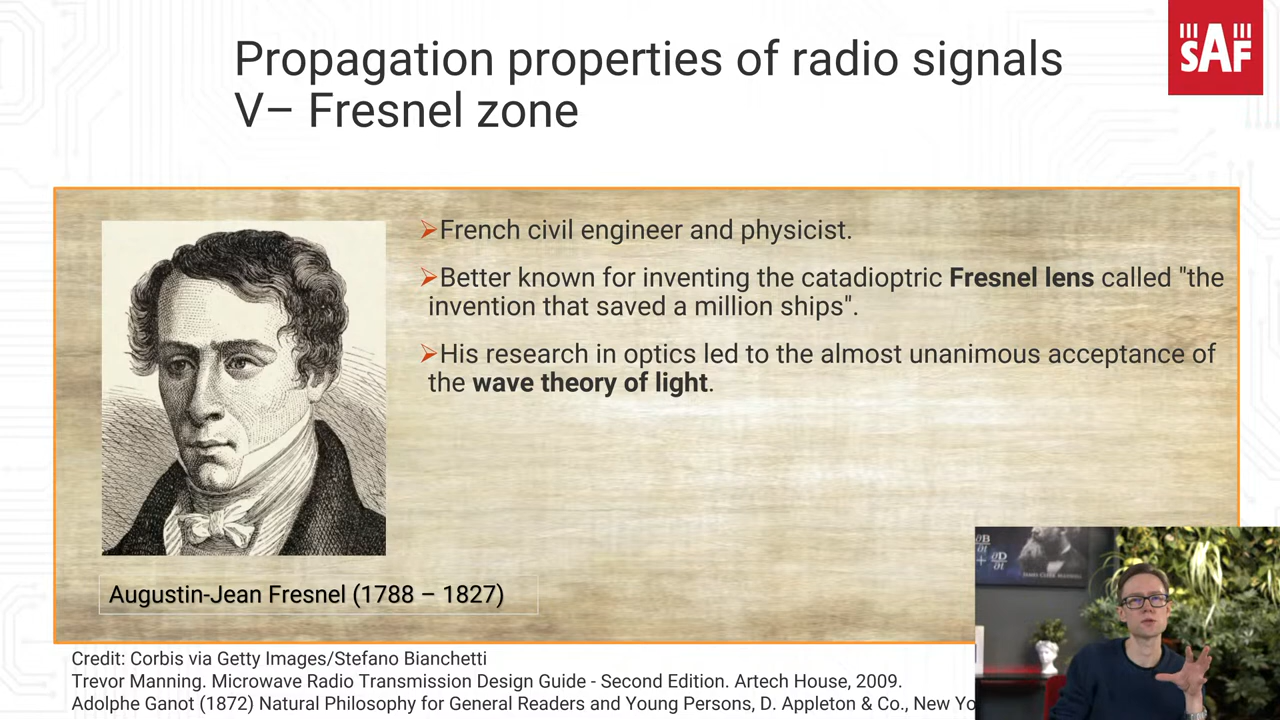 Propagation properties of radio signals
V– Fresnel zone
SAF
➢French civil engineer and physicist.
➢Better known for inventing the catadioptric Fresnel lens called "the
invention that saved a million ships".
➢His research in optics led to the almost unanimous acceptance of
the wave theory of light.
Augustin-Jean Fresnel (1788 – 1827)
Credit: Corbis via Getty Images/Stefano Bianchetti
Trevor Manning. Microwave Radio Transmission Design Guide - Second Edition. Artech House, 2009.
Adolphe Ganot (1872) Natural Philosophy for General Readers and Young Persons, D. Appleton & Co., New Yo
∂B
∂t
+ ∂D
∂t
JAMES CLERK MAXWELL